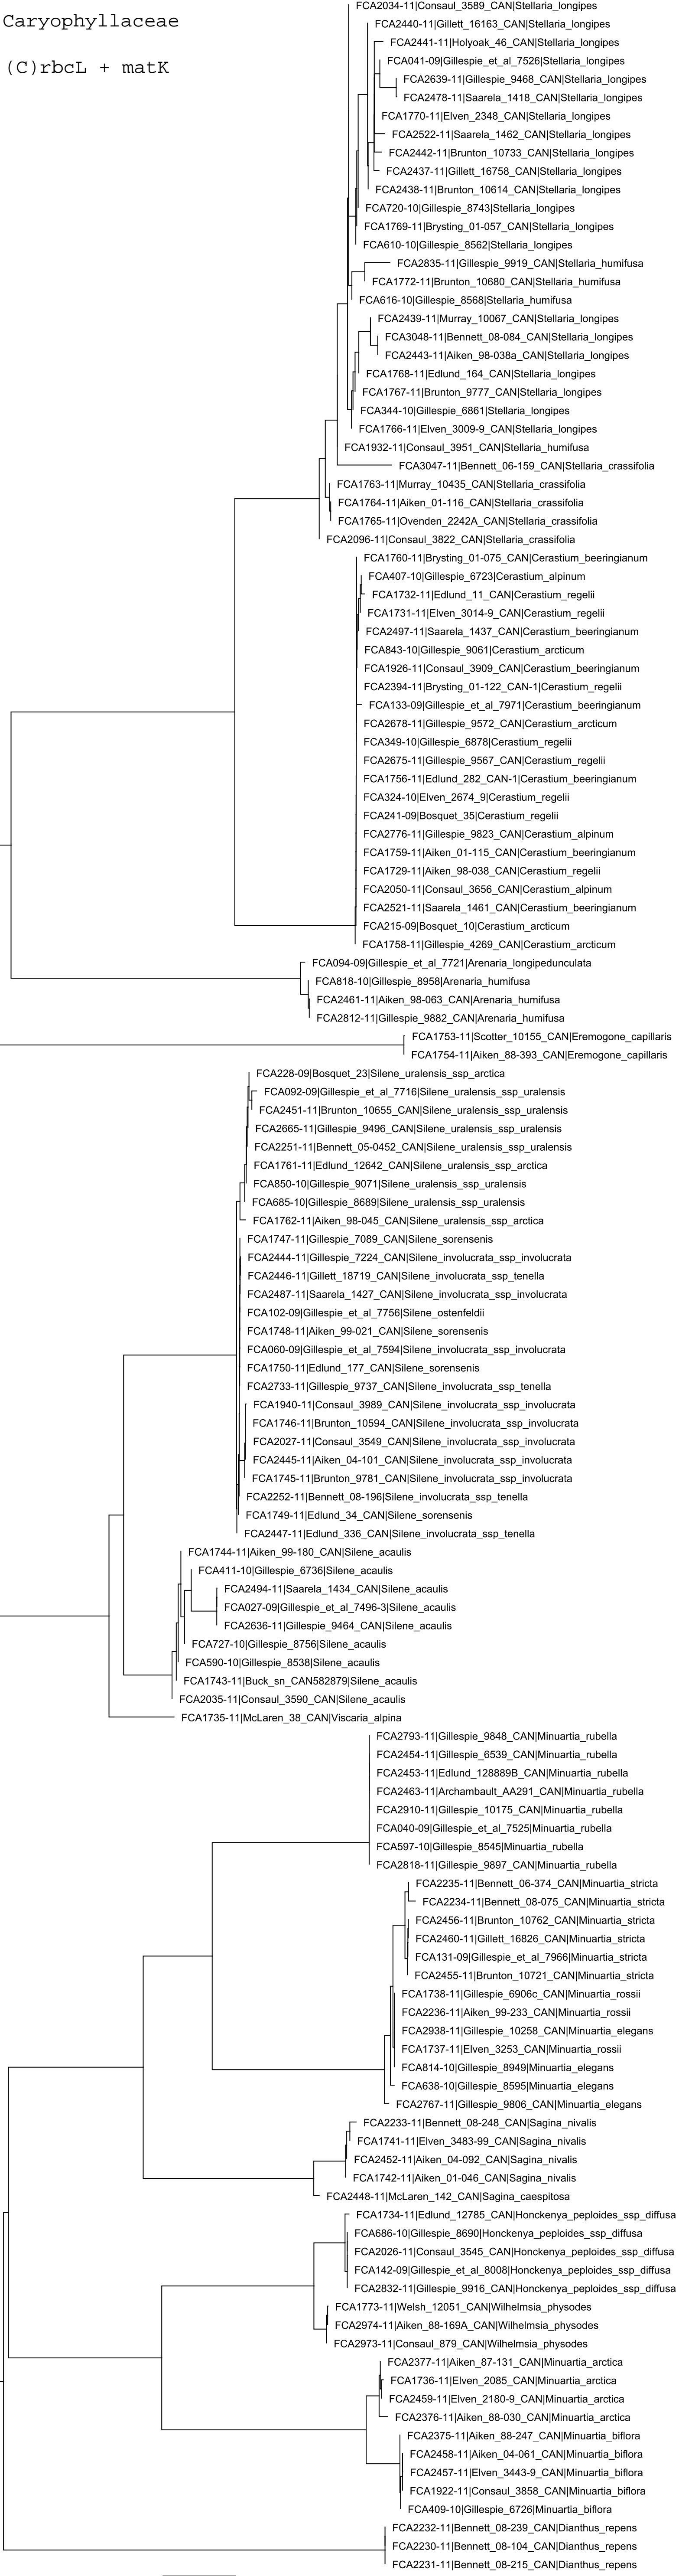 Caryophyllaceae
(C)rbcL + matK
FCA2034-11|Consaul_3589_CAN|Stellaria_longipes
FCA2440-11|Gillett_16163_CAN|Stellaria_longipes
FCA2441-11|Holyoak_46_CAN|Stellaria_longipes
FCA041-09|Gillespie_et_al_7526|Stellaria_longipes
FCA2639-11|Gillespie_9468_CAN|Stellaria_longipes
FCA2478-11|Saarela_1418_CAN|Stellaria_longipes
FCA1770-11|Elven_2348_CAN|Stellaria_longipes
FCA2522-11|Saarela_1462_CAN|Stellaria_longipes
FCA2442-11|Brunton_10733_CAN|Stellaria_longipes
FCA2437-11|Gillett_16758_CAN|Stellaria_longipes
FCA2438-11|Brunton_10614_CAN|Stellaria_longipes
FCA720-10|Gillespie_8743|Stellaria_longipes
FCA1769-11|Brysting_01-057_CAN|Stellaria_longipes
FCA610-10|Gillespie_8562|Stellaria_longipes
FCA2835-11|Gillespie_9919_CAN|Stellaria_humifusa
FCA1772-11|Brunton_10680_CAN|Stellaria_humifusa
FCA616-10|Gillespie_8568|Stellaria_humifusa
FCA2439-11|Murray_10067_CAN|Stellaria_longipes
FCA3048-11|Bennett_08-084_CAN|Stellaria_longipes
FCA2443-11|Aiken_98-038a_CAN|Stellaria_longipes
FCA1768-11|Edlund_164_CAN|Stellaria_longipes
FCA1767-11|Brunton_9777_CAN|Stellaria_longipes
FCA344-10|Gillespie_6861|Stellaria_longipes
FCA1766-11|Elven_3009-9_CAN|Stellaria_longipes
FCA1932-11|Consaul_3951_CAN|Stellaria_humifusa
FCA3047-11|Bennett_06-159_CAN|Stellaria_crassifolia
FCA1763-11|Murray_10435_CAN|Stellaria_crassifolia
FCA1764-11|Aiken_01-116_CAN|Stellaria_crassifolia
FCA1765-11|Ovenden_2242A_CAN|Stellaria_crassifolia
FCA2096-11|Consaul_3822_CAN|Stellaria_crassifolia
FCA1760-11|Brysting_01-075_CAN|Cerastium_beeringianum
FCA407-10|Gillespie_6723|Cerastium_alpinum
FCA1732-11|Edlund_11_CAN|Cerastium_regelii
FCA1731-11|Elven_3014-9_CAN|Cerastium_regelii
FCA2497-11|Saarela_1437_CAN|Cerastium_beeringianum
FCA843-10|Gillespie_9061|Cerastium_arcticum
FCA1926-11|Consaul_3909_CAN|Cerastium_beeringianum
FCA2394-11|Brysting_01-122_CAN-1|Cerastium_regelii
FCA133-09|Gillespie_et_al_7971|Cerastium_beeringianum
FCA2678-11|Gillespie_9572_CAN|Cerastium_arcticum
FCA349-10|Gillespie_6878|Cerastium_regelii
FCA2675-11|Gillespie_9567_CAN|Cerastium_regelii
FCA1756-11|Edlund_282_CAN-1|Cerastium_beeringianum
FCA324-10|Elven_2674_9|Cerastium_regelii
FCA241-09|Bosquet_35|Cerastium_regelii
FCA2776-11|Gillespie_9823_CAN|Cerastium_alpinum
FCA1759-11|Aiken_01-115_CAN|Cerastium_beeringianum
FCA1729-11|Aiken_98-038_CAN|Cerastium_regelii
FCA2050-11|Consaul_3656_CAN|Cerastium_alpinum
FCA2521-11|Saarela_1461_CAN|Cerastium_beeringianum
FCA215-09|Bosquet_10|Cerastium_arcticum
FCA1758-11|Gillespie_4269_CAN|Cerastium_arcticum
FCA094-09|Gillespie_et_al_7721|Arenaria_longipedunculata
FCA818-10|Gillespie_8958|Arenaria_humifusa
FCA2461-11|Aiken_98-063_CAN|Arenaria_humifusa
FCA2812-11|Gillespie_9882_CAN|Arenaria_humifusa
FCA1753-11|Scotter_10155_CAN|Eremogone_capillaris
FCA1754-11|Aiken_88-393_CAN|Eremogone_capillaris
FCA228-09|Bosquet_23|Silene_uralensis_ssp_arctica
FCA092-09|Gillespie_et_al_7716|Silene_uralensis_ssp_uralensis
FCA2451-11|Brunton_10655_CAN|Silene_uralensis_ssp_uralensis
FCA2665-11|Gillespie_9496_CAN|Silene_uralensis_ssp_uralensis
FCA2251-11|Bennett_05-0452_CAN|Silene_uralensis_ssp_uralensis
FCA1761-11|Edlund_12642_CAN|Silene_uralensis_ssp_arctica
FCA850-10|Gillespie_9071|Silene_uralensis_ssp_uralensis
FCA685-10|Gillespie_8689|Silene_uralensis_ssp_uralensis
FCA1762-11|Aiken_98-045_CAN|Silene_uralensis_ssp_arctica
FCA1747-11|Gillespie_7089_CAN|Silene_sorensenis
FCA2444-11|Gillespie_7224_CAN|Silene_involucrata_ssp_involucrata
FCA2446-11|Gillett_18719_CAN|Silene_involucrata_ssp_tenella
FCA2487-11|Saarela_1427_CAN|Silene_involucrata_ssp_involucrata
FCA102-09|Gillespie_et_al_7756|Silene_ostenfeldii
FCA1748-11|Aiken_99-021_CAN|Silene_sorensenis
FCA060-09|Gillespie_et_al_7594|Silene_involucrata_ssp_involucrata
FCA1750-11|Edlund_177_CAN|Silene_sorensenis
FCA2733-11|Gillespie_9737_CAN|Silene_involucrata_ssp_tenella
FCA1940-11|Consaul_3989_CAN|Silene_involucrata_ssp_involucrata
FCA1746-11|Brunton_10594_CAN|Silene_involucrata_ssp_involucrata
FCA2027-11|Consaul_3549_CAN|Silene_involucrata_ssp_involucrata
FCA2445-11|Aiken_04-101_CAN|Silene_involucrata_ssp_involucrata
FCA1745-11|Brunton_9781_CAN|Silene_involucrata_ssp_involucrata
FCA2252-11|Bennett_08-196|Silene_involucrata_ssp_tenella
FCA1749-11|Edlund_34_CAN|Silene_sorensenis
FCA2447-11|Edlund_336_CAN|Silene_involucrata_ssp_tenella
FCA1744-11|Aiken_99-180_CAN|Silene_acaulis
FCA411-10|Gillespie_6736|Silene_acaulis
FCA2494-11|Saarela_1434_CAN|Silene_acaulis
FCA027-09|Gillespie_et_al_7496-3|Silene_acaulis
FCA2636-11|Gillespie_9464_CAN|Silene_acaulis
FCA727-10|Gillespie_8756|Silene_acaulis
FCA590-10|Gillespie_8538|Silene_acaulis
FCA1743-11|Buck_sn_CAN582879|Silene_acaulis
FCA2035-11|Consaul_3590_CAN|Silene_acaulis
FCA1735-11|McLaren_38_CAN|Viscaria_alpina
FCA2793-11|Gillespie_9848_CAN|Minuartia_rubella
FCA2454-11|Gillespie_6539_CAN|Minuartia_rubella
FCA2453-11|Edlund_128889B_CAN|Minuartia_rubella
FCA2463-11|Archambault_AA291_CAN|Minuartia_rubella
FCA2910-11|Gillespie_10175_CAN|Minuartia_rubella
FCA040-09|Gillespie_et_al_7525|Minuartia_rubella
FCA597-10|Gillespie_8545|Minuartia_rubella
FCA2818-11|Gillespie_9897_CAN|Minuartia_rubella
FCA2235-11|Bennett_06-374_CAN|Minuartia_stricta
FCA2234-11|Bennett_08-075_CAN|Minuartia_stricta
FCA2456-11|Brunton_10762_CAN|Minuartia_stricta
FCA2460-11|Gillett_16826_CAN|Minuartia_stricta
FCA131-09|Gillespie_et_al_7966|Minuartia_stricta
FCA2455-11|Brunton_10721_CAN|Minuartia_stricta
FCA1738-11|Gillespie_6906c_CAN|Minuartia_rossii
FCA2236-11|Aiken_99-233_CAN|Minuartia_rossii
FCA2938-11|Gillespie_10258_CAN|Minuartia_elegans
FCA1737-11|Elven_3253_CAN|Minuartia_rossii
FCA814-10|Gillespie_8949|Minuartia_elegans
FCA638-10|Gillespie_8595|Minuartia_elegans
FCA2767-11|Gillespie_9806_CAN|Minuartia_elegans
FCA2233-11|Bennett_08-248_CAN|Sagina_nivalis
FCA1741-11|Elven_3483-99_CAN|Sagina_nivalis
FCA2452-11|Aiken_04-092_CAN|Sagina_nivalis
FCA1742-11|Aiken_01-046_CAN|Sagina_nivalis
FCA2448-11|McLaren_142_CAN|Sagina_caespitosa
FCA1734-11|Edlund_12785_CAN|Honckenya_peploides_ssp_diffusa
FCA686-10|Gillespie_8690|Honckenya_peploides_ssp_diffusa
FCA2026-11|Consaul_3545_CAN|Honckenya_peploides_ssp_diffusa
FCA142-09|Gillespie_et_al_8008|Honckenya_peploides_ssp_diffusa
FCA2832-11|Gillespie_9916_CAN|Honckenya_peploides_ssp_diffusa
FCA1773-11|Welsh_12051_CAN|Wilhelmsia_physodes
FCA2974-11|Aiken_88-169A_CAN|Wilhelmsia_physodes
FCA2973-11|Consaul_879_CAN|Wilhelmsia_physodes
FCA2377-11|Aiken_87-131_CAN|Minuartia_arctica
FCA1736-11|Elven_2085_CAN|Minuartia_arctica
FCA2459-11|Elven_2180-9_CAN|Minuartia_arctica
FCA2376-11|Aiken_88-030_CAN|Minuartia_arctica
FCA2375-11|Aiken_88-247_CAN|Minuartia_biflora
FCA2458-11|Aiken_04-061_CAN|Minuartia_biflora
FCA2457-11|Elven_3443-9_CAN|Minuartia_biflora
FCA1922-11|Consaul_3858_CAN|Minuartia_biflora
FCA409-10|Gillespie_6726|Minuartia_biflora
FCA2232-11|Bennett_08-239_CAN|Dianthus_repens
FCA2230-11|Bennett_08-104_CAN|Dianthus_repens
FCA2231-11|Bennett_08-215_CAN|Dianthus_repens